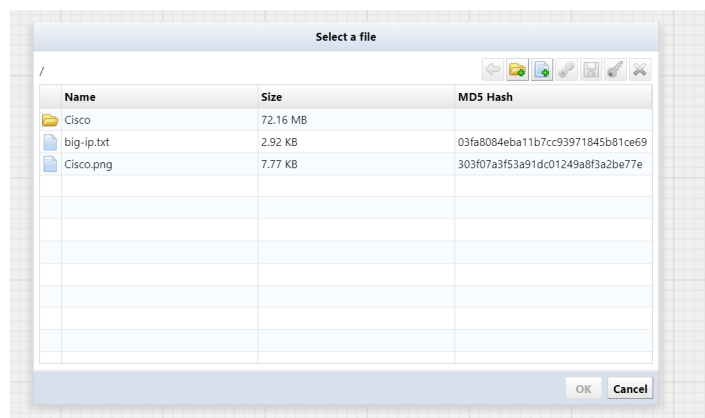 Select a file
/
Name Size MD5 Hash
Cisco 72.16 MB
big-ip.txt 2.92 KB 03fa8084eba11b7cc93971845b81ce69
Cisco.png 7.77 KB 303f07a3f53a91dc01249a8f3a2be77e
OK Cancel